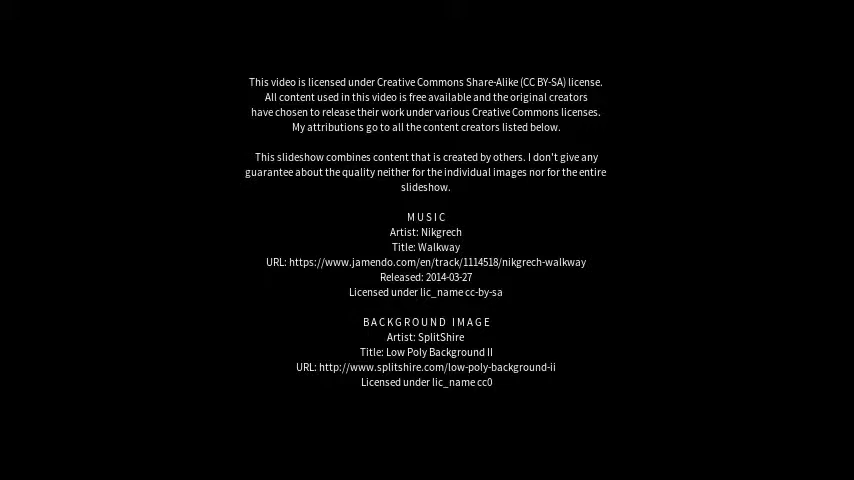 This video is licensed under Creative Commons Share-Alike (CC BY-SA) license.
All content used in this video is free available and the original creators
have chosen to release their work under various Creative Commons licenses.
My attributions go to all the content creators listed below.
This slideshow combines content that is created by others. I don't give any
guarantee about the quality neither for the individual images nor for the entire
slideshow.
MUSIC
Artist: Nikgrech
Title: Walkway
URL: https://www.jamendo.com/en/track/1114518/nikgrech-walkway
Released: 2014-03-27
Licensed under lic_name cc-by-sa
BACKGROUND IMAGE
Artist: SplitShire
Title: Low Poly Background II
URL: http://www.splitshire.com/low-poly-background-ii
Licensed under lic_name cc0